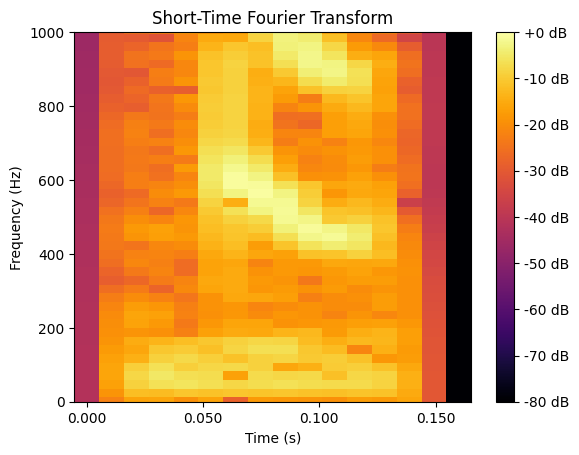 Short-Time Fourier Transform
Frequency (Hz)
1000
800
600
400
200
0
0.000
0.050
0.100
0.150
Time (s)
+0 dB
-10 dB
-20 dB
-30 dB
-40 dB
-50 dB
-60 dB
-70 dB
-80 dB